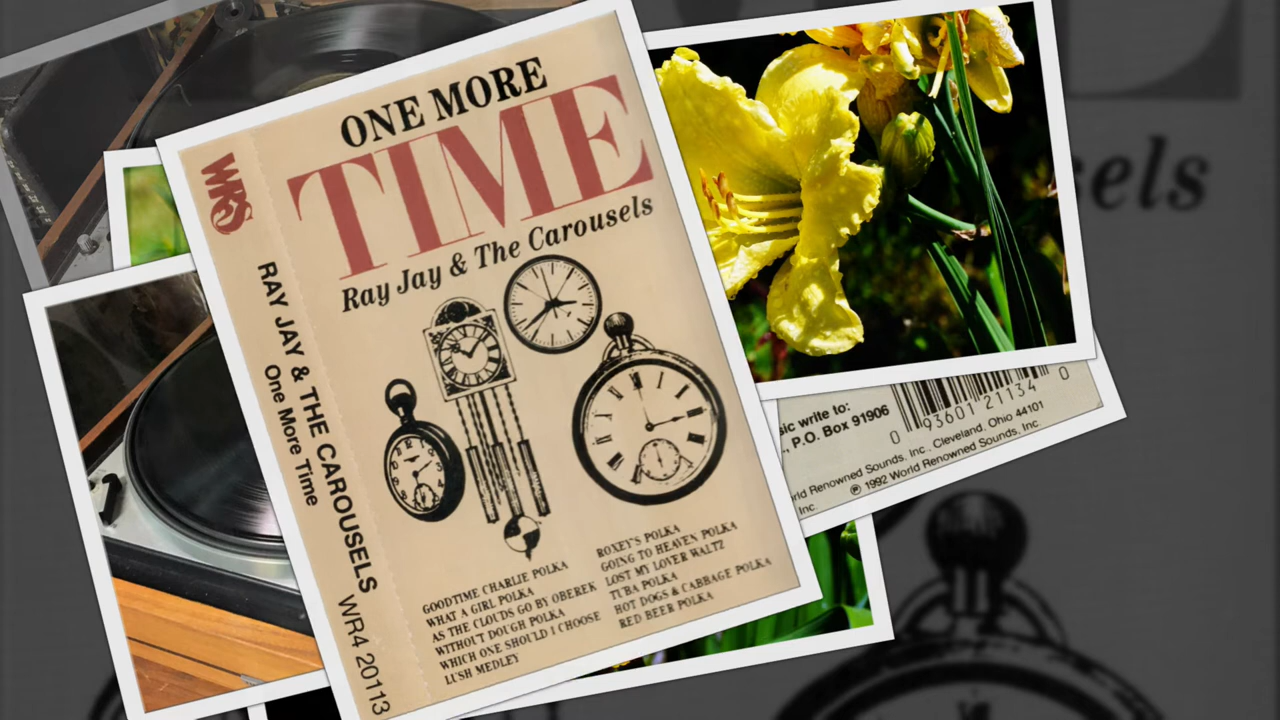 ONE MORE
TIME
Ray Jay & The Carousels
WRS
RAY JAY & THE CAROUSELS
One More Time
WR4 20113
GOODTIME CHARLIE POLKA
WHAT A GIRL POLKA
AS THE CLOUDS GO BY OBEREK
WITHOUT DOUGH POLKA
WHICH ONE SHOULD I CHOOSE
LUSH MEDLEY
ROXEY'S POLKA
GOING TO HEAVEN POLKA
LOST MY LOVER WALTZ
TUBA POLKA
HOT DOGS & CABBAGE POLKA
RED BEER POLKA
sic write to:
, P.O. Box 91906
0 93601 21134 0
rld Renowned Sounds, Inc., Cleveland, Ohio 44101
℗ 1992 World Renowned Sounds, Inc.
Inc.
sels